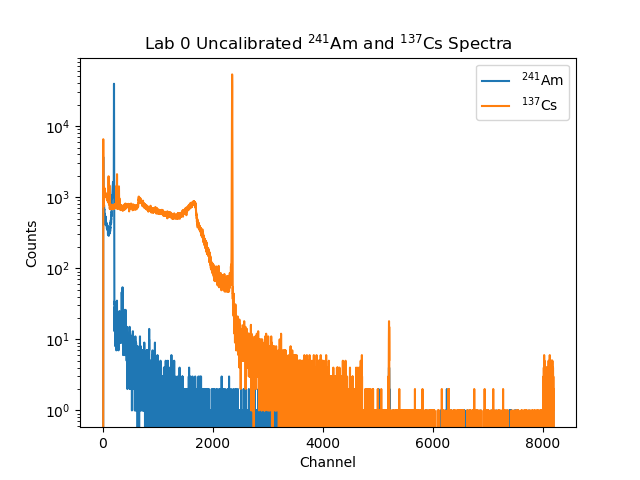 Lab 0 Uncalibrated ²⁴¹Am and ¹³⁷Cs Spectra
²⁴¹Am
¹³⁷Cs
10⁴
10³
10²
10¹
10⁰
Counts
0 2000 4000 6000 8000
Channel